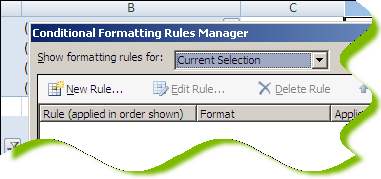 B C
Conditional Formatting Rules Manager
Show formatting rules for: Current Selection
New Rule... Edit Rule... Delete Rule
Rule (applied in order shown) Format